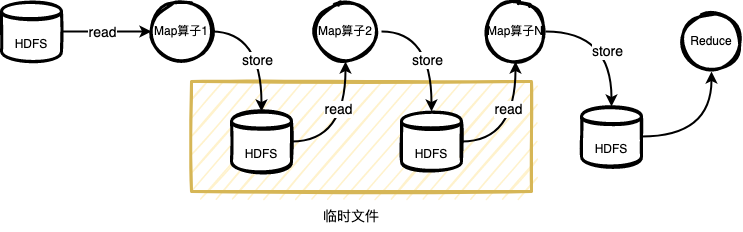 HDFS
read
Map算子1
store
HDFS
read
Map算子2
store
HDFS
read
Map算子N
store
HDFS
Reduce
临时文件